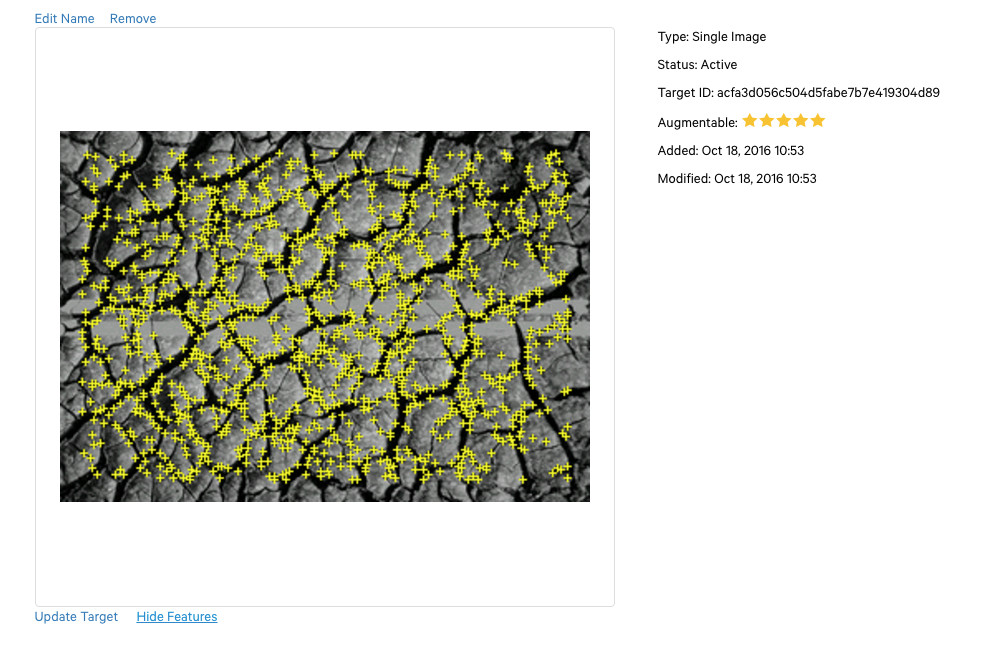 Edit Name Remove
Type: Single Image
Status: Active
Target ID: acfa3d056c504d5fabe7b7e419304d89
Augmentable:
Added: Oct 18, 2016 10:53
Modified: Oct 18, 2016 10:53
Update Target Hide Features